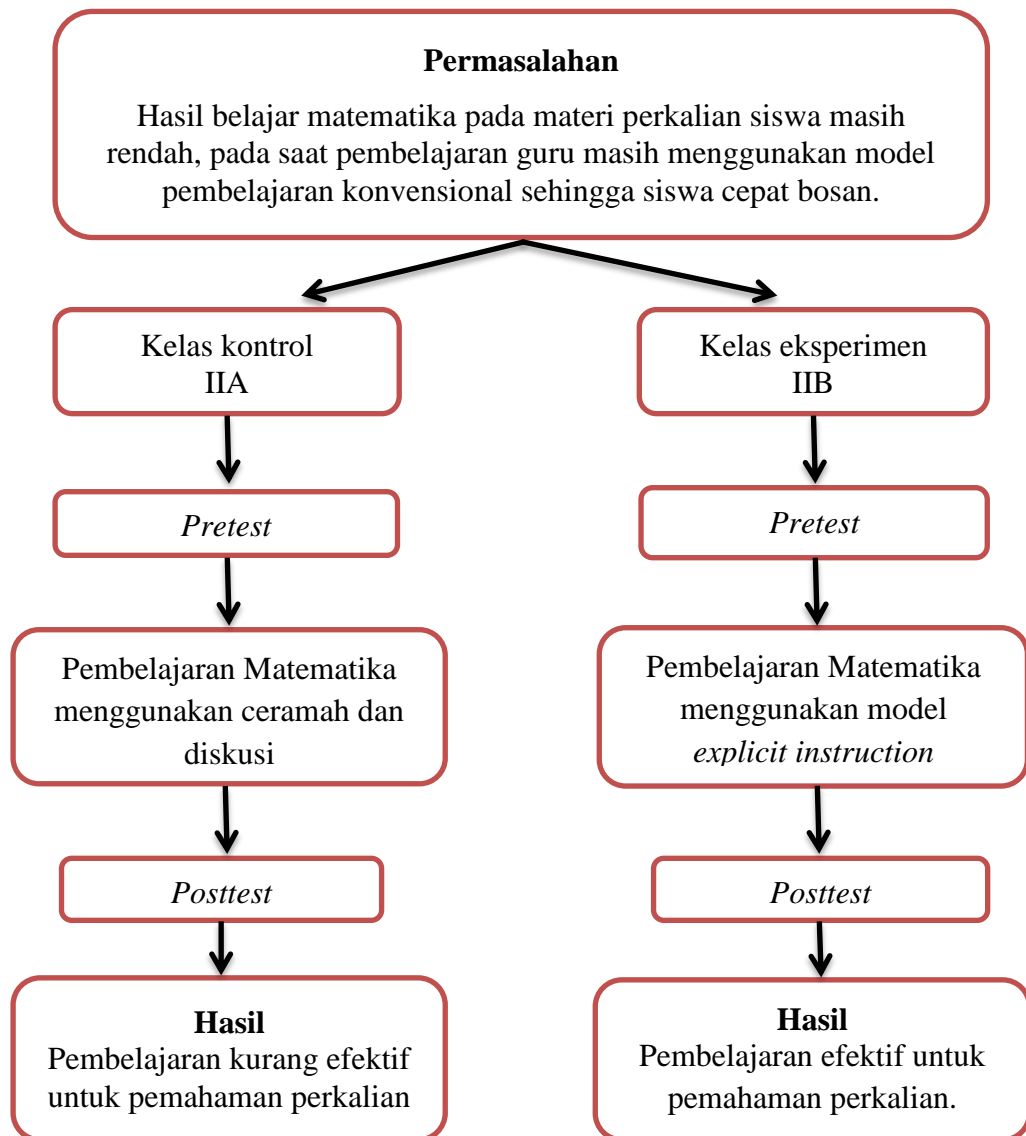 Permasalahan
Hasil belajar matematika pada materi perkalian siswa masih
rendah, pada saat pembelajaran guru masih menggunakan model
pembelajaran konvensional sehingga siswa cepat bosan.
Kelas kontrol
IIA
Kelas eksperimen
IIB
Pretest
Pretest
Pembelajaran Matematika
menggunakan ceramah dan
diskusi
Pembelajaran Matematika
menggunakan model
explicit instruction
Posttest
Posttest
Hasil
Pembelajaran kurang efektif
untuk pemahaman perkalian
Hasil
Pembelajaran efektif untuk
pemahaman perkalian.